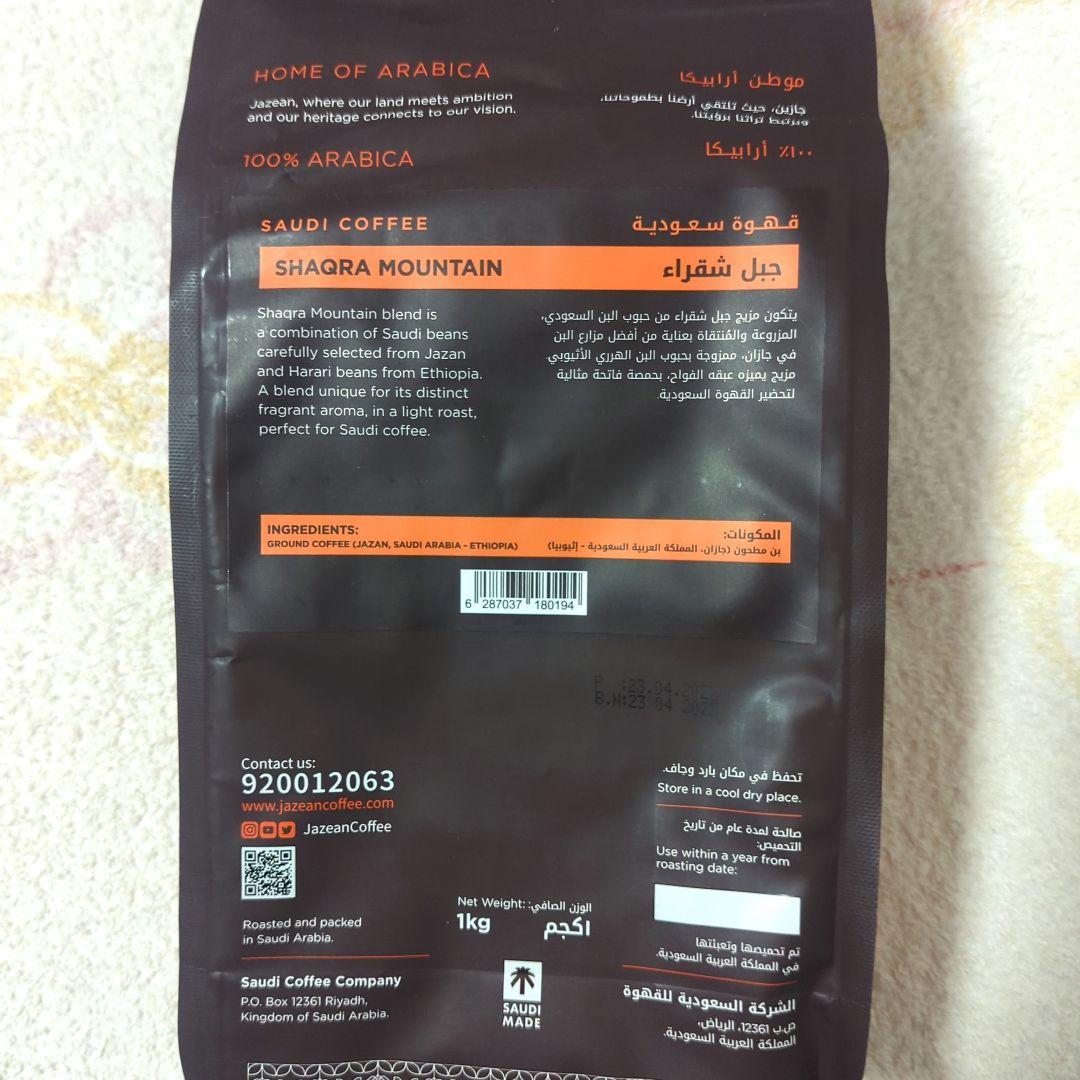 HOME OF ARABICA
موطن أرابيكا
Jazean, where our land meets ambition
and our heritage connects to our vision.
جازين، حيث تلتقي أرضنا بطموحاتنا،
ويرتبط تراثنا برؤيتنا.
100% ARABICA
١٠٠٪ أرابيكا
SAUDI COFFEE
قهوة سعودية
SHAQRA MOUNTAIN
جبل شقراء
Shaqra Mountain blend is
a combination of Saudi beans
carefully selected from Jazan
and Harari beans from Ethiopia.
A blend unique for its distinct
fragrant aroma, in a light roast,
perfect for Saudi coffee.
يتكون مزيج جبل شقراء من حبوب البن السعودي،
المزروعة والمُنتقاة بعناية من أفضل مزارع البن
في جازان، ممزوجة بحبوب البن الهرري الأثيوبي.
مزيج يميزه عبقه الفواح، بحمصة فاتحة مثالية
لتحضير القهوة السعودية.
INGREDIENTS:
المكونات:
GROUND COFFEE (JAZAN, SAUDI ARABIA - ETHIOPIA)
بن مطحون (جازان، المملكة العربية السعودية - إثيوبيا)
6 287037 180194
P :23.04.
B.N:23 04
Contact us:
920012063
www.jazeancoffee.com
JazeanCoffee
تحفظ في مكان بارد وجاف.
Store in a cool dry place.
صالحة لمدة عام من تاريخ
التحميص:
Use within a year from
roasting date:
Roasted and packed
in Saudi Arabia.
Net Weight: الوزن الصافي:
1kg ١كجم
تم تحميصها وتعبئتها
في المملكة العربية السعودية.
Saudi Coffee Company
P.O. Box 12361 Riyadh,
Kingdom of Saudi Arabia.
SAUDI
MADE
الشركة السعودية للقهوة
ص.ب 12361، الرياض،
المملكة العربية السعودية.